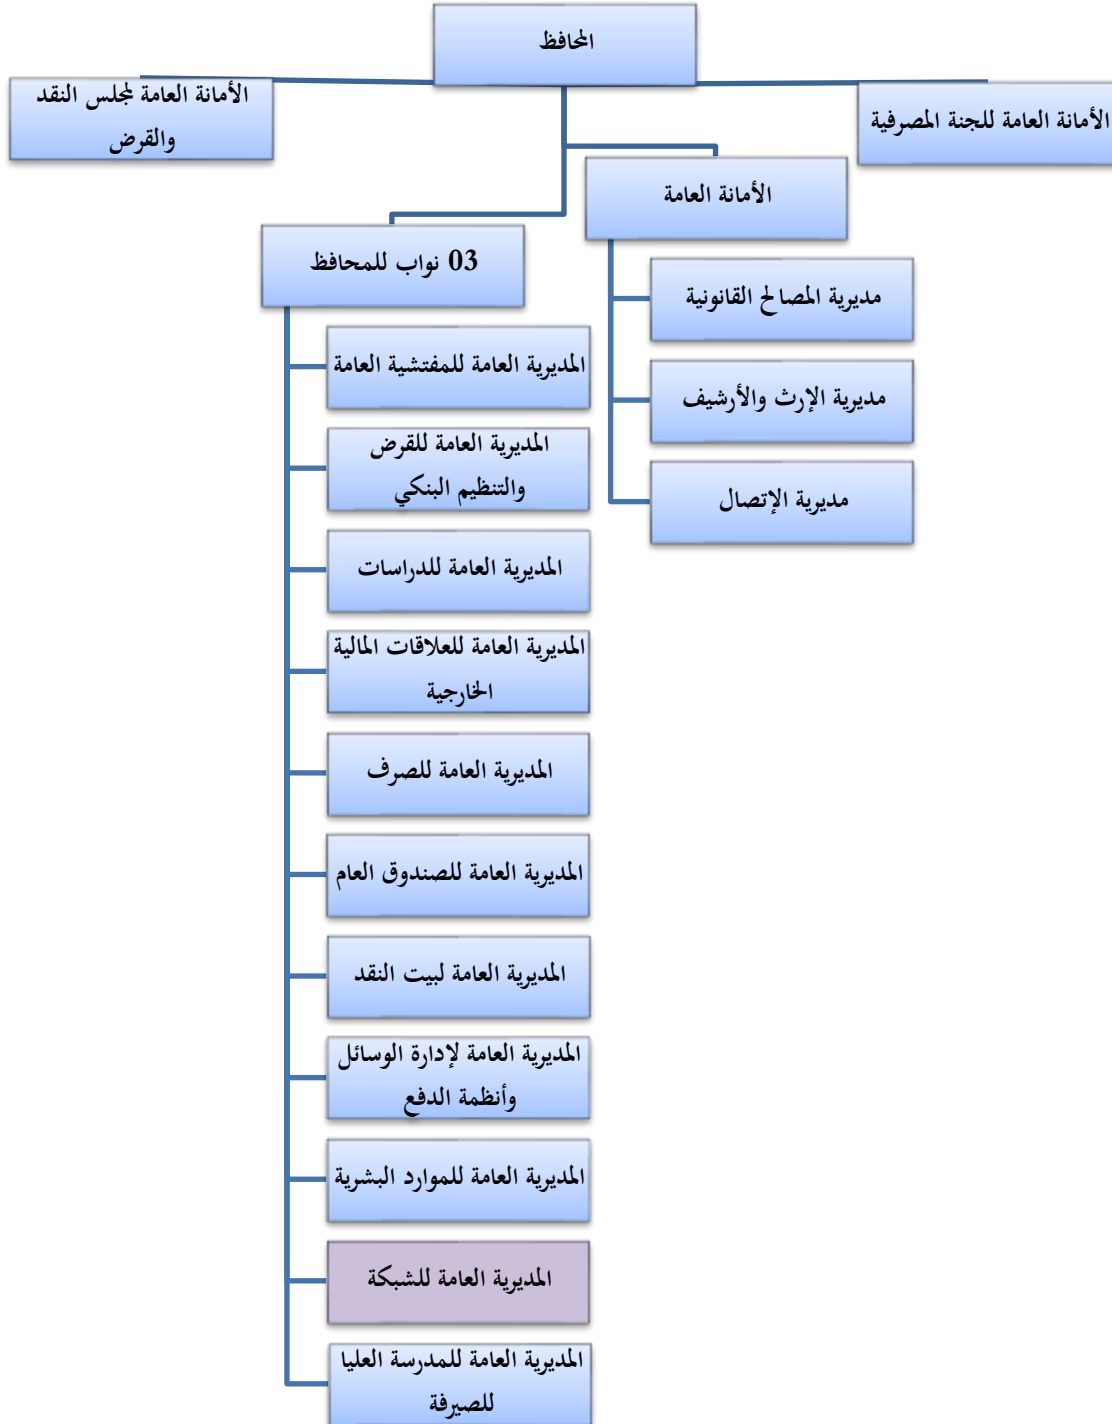 المحافظ
الأمانة العامة للجنة المصرفية
الأمانة العامة لمجلس النقد
والقرض
الأمانة العامة
مديرية المصالح القانونية
مديرية الإرث والأرشيف
مديرية الإتصال
03 نواب للمحافظ
المديرية العامة للمفتشية العامة
المديرية العامة للقرض
والتنظيم البنكي
المديرية العامة للدراسات
المديرية العامة للعلاقات المالية
الخارجية
المديرية العامة للصرف
المديرية العامة للصندوق العام
المديرية العامة لبيت النقد
المديرية العامة لإدارة الوسائل
وأنظمة الدفع
المديرية العامة للموارد البشرية
المديرية العامة للشبكة
المديرية العامة للمدرسة العليا
للصيرفة